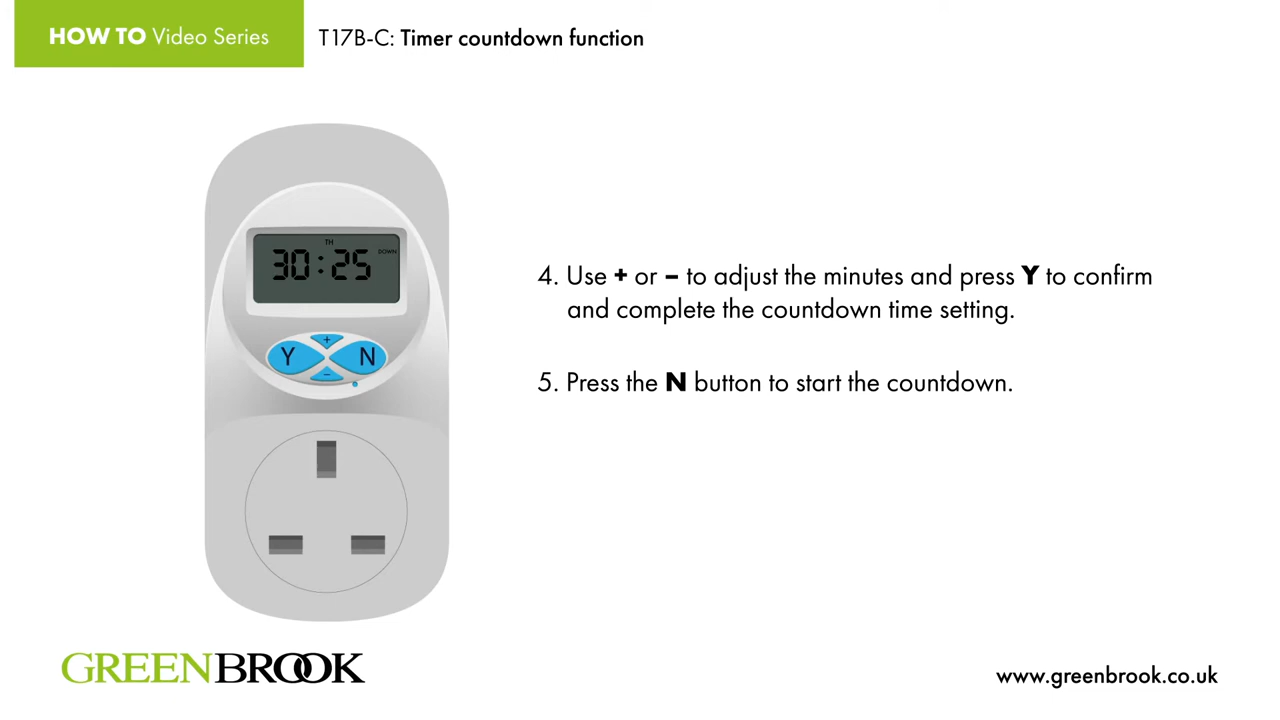 HOW TO Video Series
T17B-C: Timer countdown function
TH
DOWN
30:25
+
Y N
−
4. Use + or − to adjust the minutes and press Y to confirm
and complete the countdown time setting.
5. Press the N button to start the countdown.
GREENBROOK
www.greenbrook.co.uk